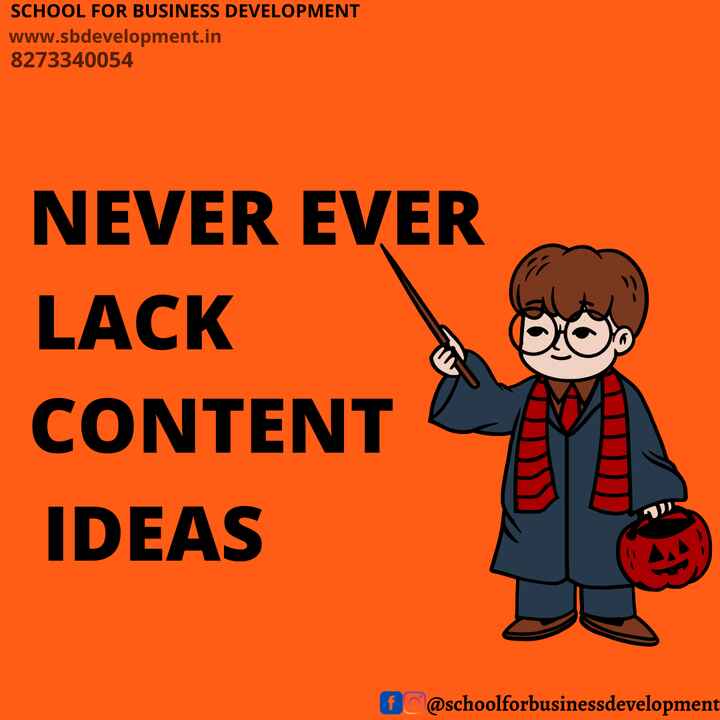 SCHOOL FOR BUSINESS DEVELOPMENT
www.sbdevelopment.in
8273340054
NEVER EVER
LACK
CONTENT
IDEAS
f @schoolforbusinessdevelopment